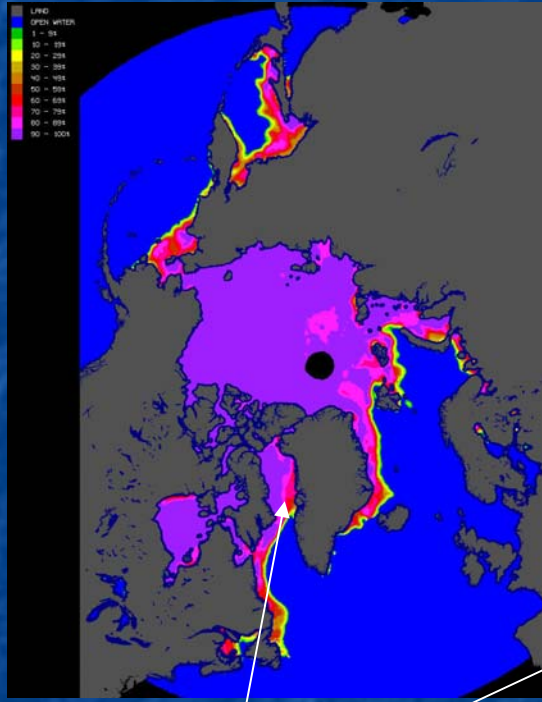 LAND
OPEN WATER
1 - 9%
10 - 19%
20 - 29%
30 - 39%
40 - 49%
50 - 59%
60 - 69%
70 - 79%
80 - 89%
90 - 100%